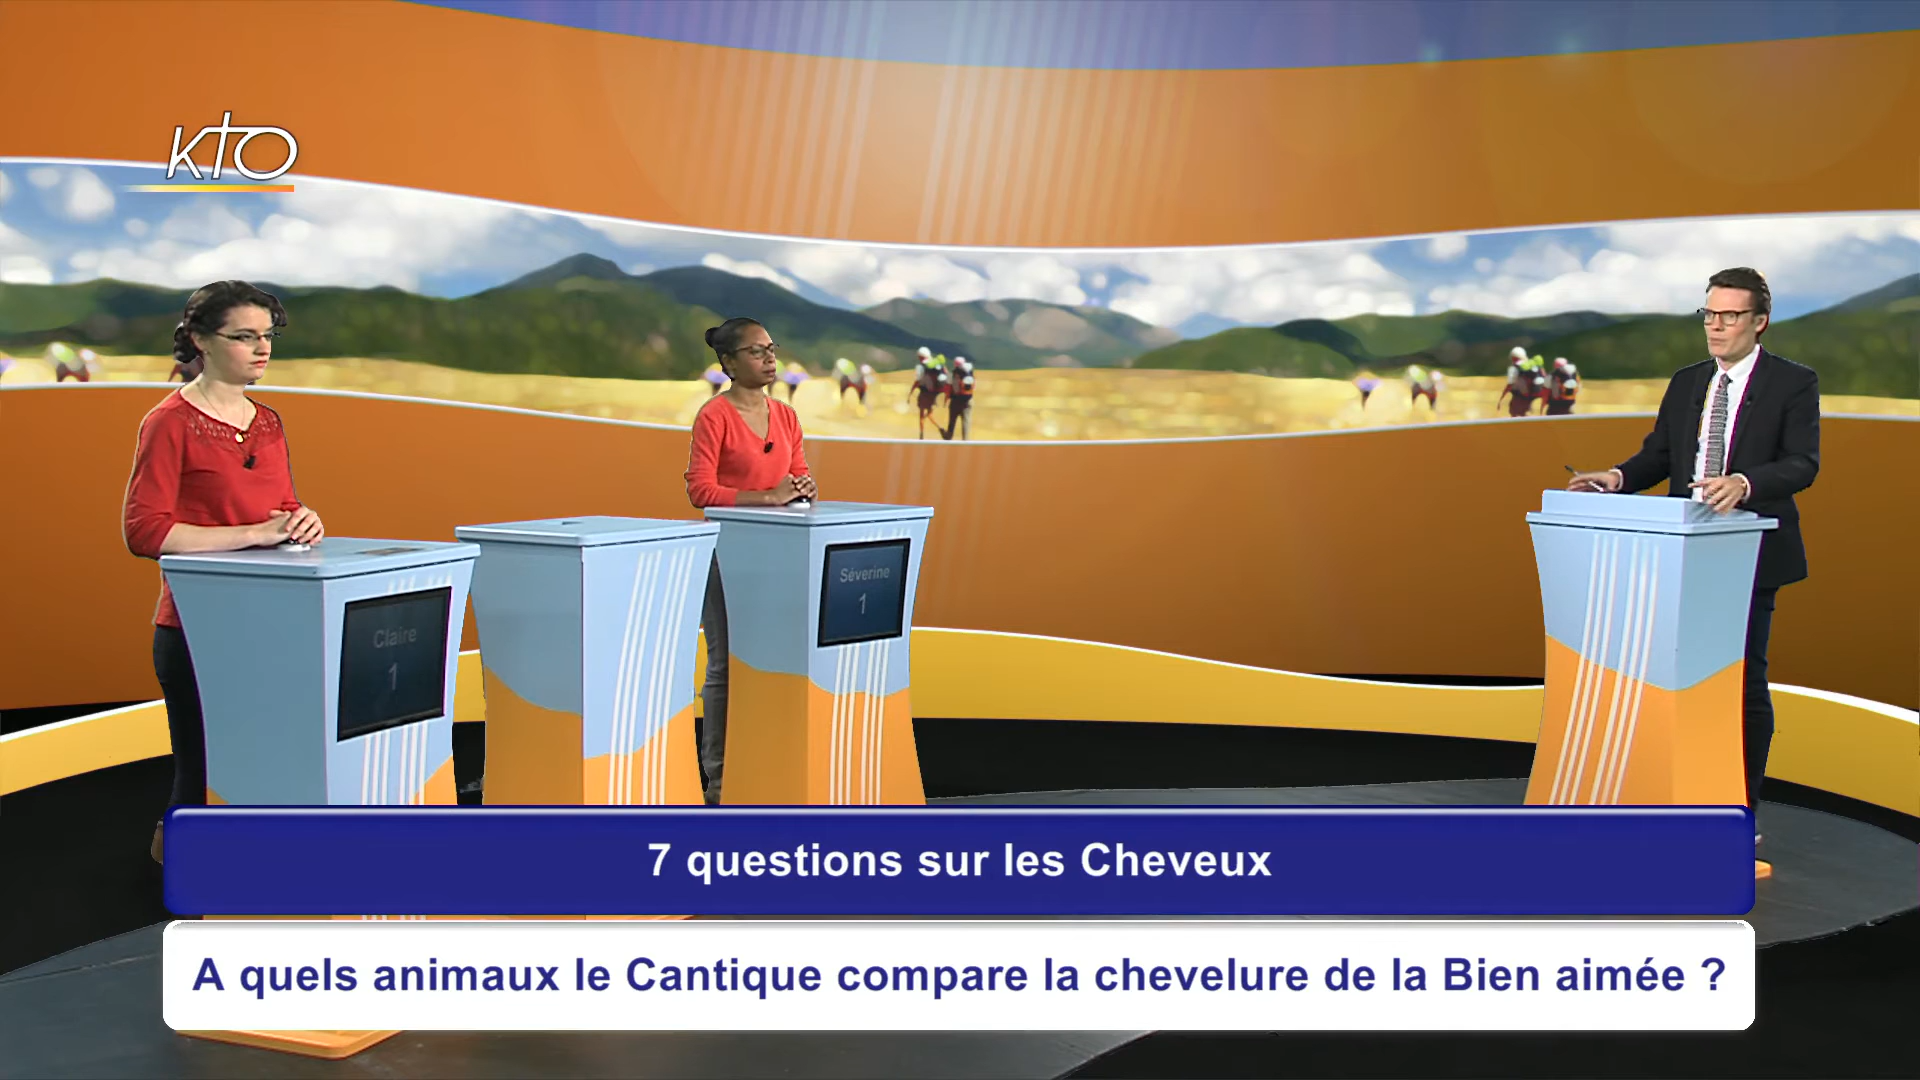 KTO
Séverine
1
Claire
1
7 questions sur les Cheveux
A quels animaux le Cantique compare la chevelure de la Bien aimée ?